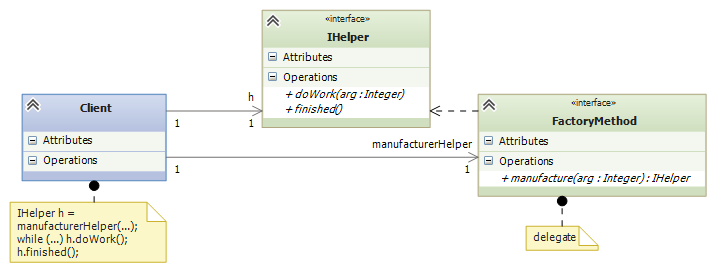 «interface»
IHelper
Attributes
Operations
+ doWork(arg : Integer)
+ finished()
h
1
1
Client
Attributes
Operations
manufacturerHelper
1
1
«interface»
FactoryMethod
Attributes
Operations
+ manufacture(arg : Integer) : IHelper
IHelper h =
manufacturerHelper(...);
while (...) h.doWork();
h.finished();
delegate